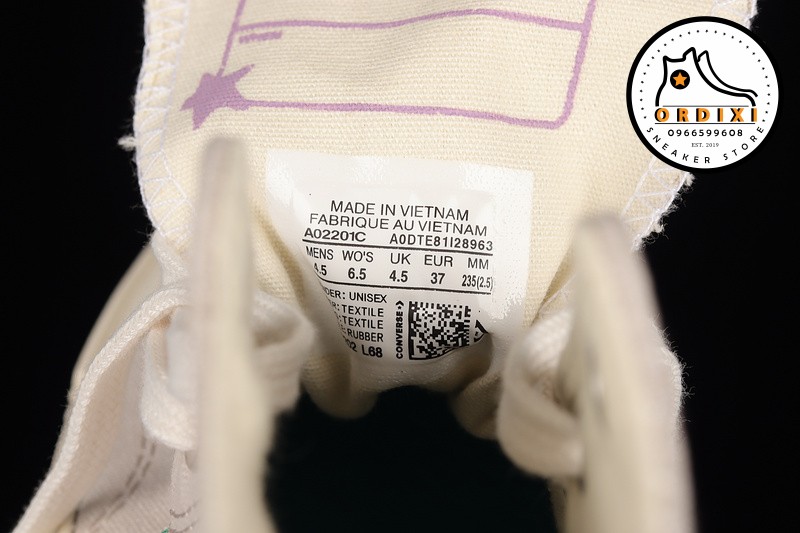 ORDIXI
0966599608
EST. 2019
SNEAKER STORE
MADE IN VIETNAM
FABRIQUE AU VIETNAM
A02201C A0DTE81I28963
MENS WO'S UK EUR MM
4.5 6.5 4.5 37 235(2.5)
: UNISEX
: TEXTILE
: TEXTILE
RUBBER
L68
CONVERSE